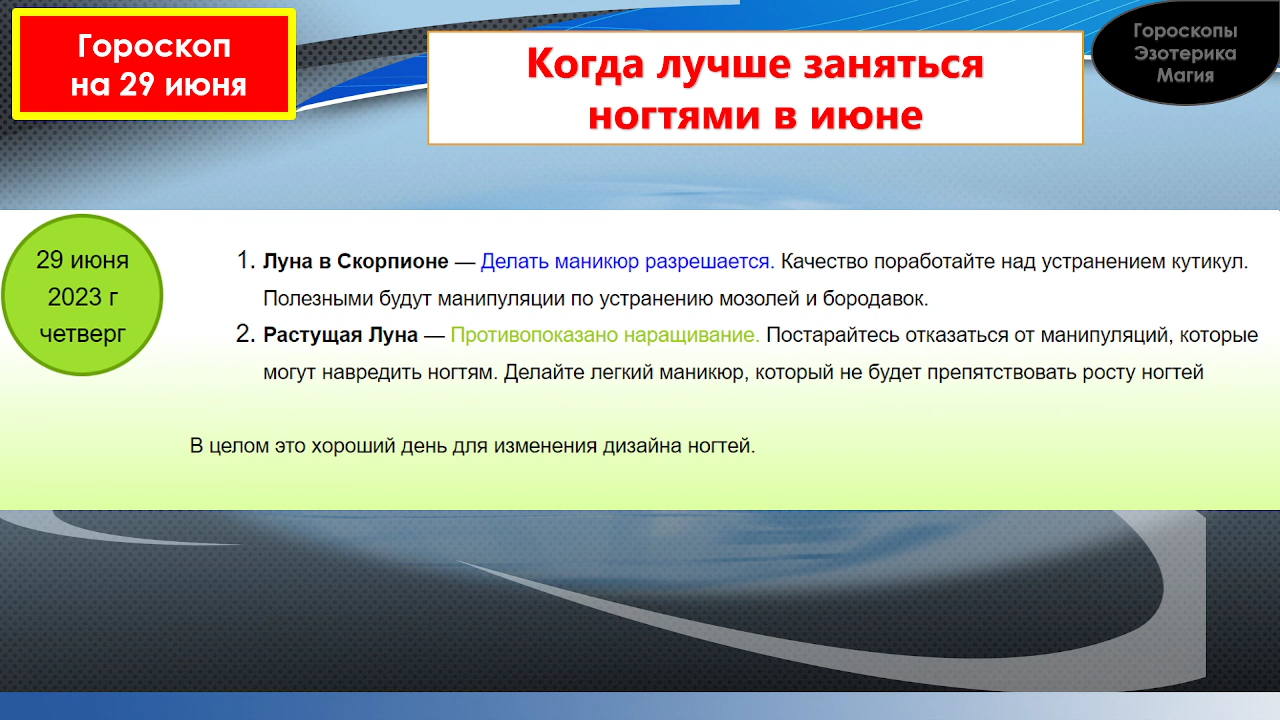 Гороскоп
на 29 июня
Когда лучше заняться
ногтями в июне
Гороскопы
Эзотерика
Магия
29 июня
2023 г
четверг
1. Луна в Скорпионе — Делать маникюр разрешается. Качество поработайте над устранением кутикул.
Полезными будут манипуляции по устранению мозолей и бородавок.
2. Растущая Луна — Противопоказано наращивание. Постарайтесь отказаться от манипуляций, которые
могут навредить ногтям. Делайте легкий маникюр, который не будет препятствовать росту ногтей
В целом это хороший день для изменения дизайна ногтей.